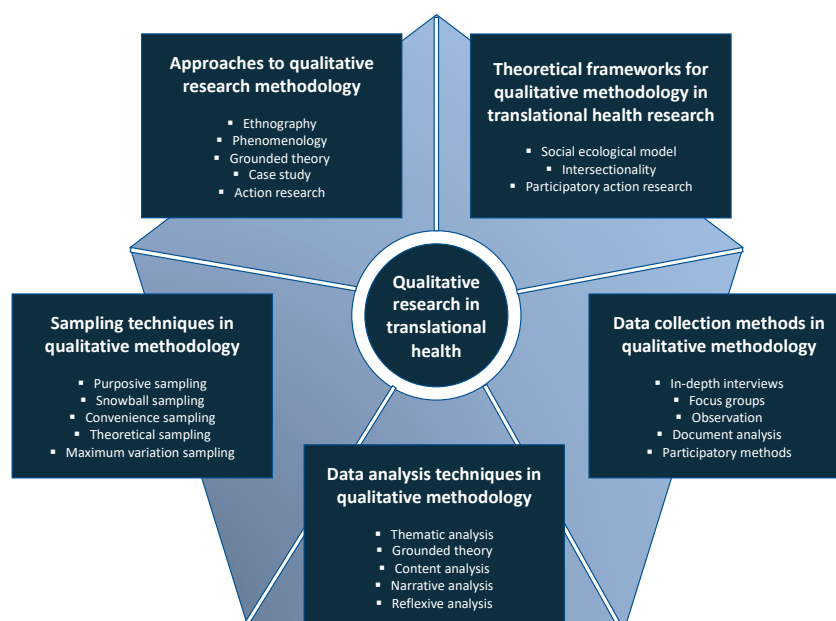 Approaches to qualitative
research methodology
▪ Ethnography
▪ Phenomenology
▪ Grounded theory
▪ Case study
▪ Action research
Theoretical frameworks for
qualitative methodology in
translational health research
▪ Social ecological model
▪ Intersectionality
▪ Participatory action research
Qualitative
research in
translational
health
Sampling techniques in
qualitative methodology
▪ Purposive sampling
▪ Snowball sampling
▪ Convenience sampling
▪ Theoretical sampling
▪ Maximum variation sampling
Data collection methods in
qualitative methodology
▪ In-depth interviews
▪ Focus groups
▪ Observation
▪ Document analysis
▪ Participatory methods
Data analysis techniques in
qualitative methodology
▪ Thematic analysis
▪ Grounded theory
▪ Content analysis
▪ Narrative analysis
▪ Reflexive analysis